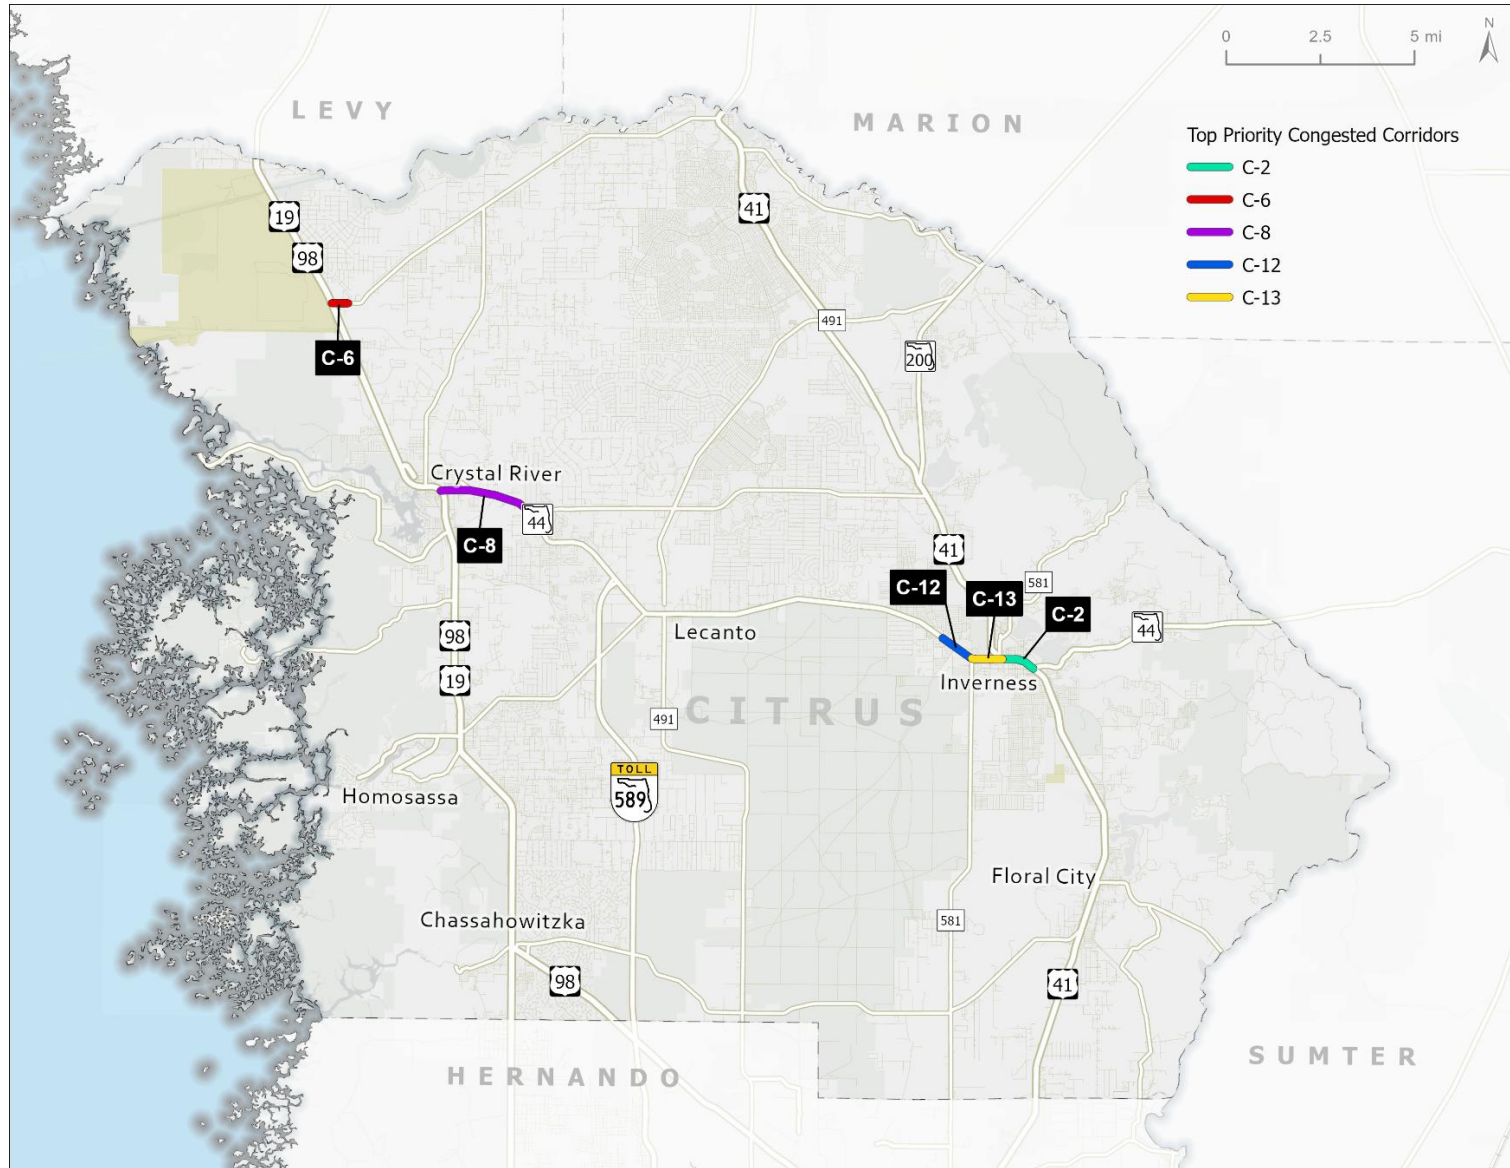 0 2.5 5 mi
N
LEVY
MARION
Top Priority Congested Corridors
C-2
C-6
C-8
C-12
C-13
19
41
98
491
200
C-6
Crystal River
44
C-8
41
C-12
C-13
581
C-2
44
98
Lecanto
19
Inverness
491
CITRUS
TOLL
589
Homosassa
Floral City
Chassahowitzka
581
98
41
HERNANDO
SUMTER